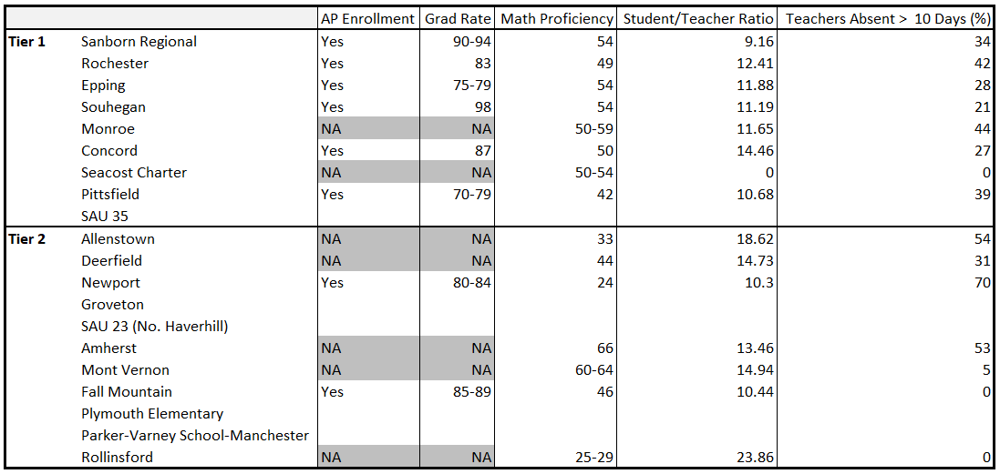 AP Enrollment Grad Rate Math Proficiency Student/Teacher Ratio Teachers Absent > 10 Days (%)
Tier 1 Sanborn Regional Yes 90-94 54 9.16 34
Rochester Yes 83 49 12.41 42
Epping Yes 75-79 54 11.88 28
Souhegan Yes 98 54 11.19 21
Monroe NA NA 50-59 11.65 44
Concord Yes 87 50 14.46 27
Seacost Charter NA NA 50-54 0 0
Pittsfield Yes 70-79 42 10.68 39
SAU 35
Tier 2 Allenstown NA NA 33 18.62 54
Deerfield NA NA 44 14.73 31
Newport Yes 80-84 24 10.3 70
Groveton
SAU 23 (No. Haverhill)
Amherst NA NA 66 13.46 53
Mont Vernon NA NA 60-64 14.94 5
Fall Mountain Yes 85-89 46 10.44 0
Plymouth Elementary
Parker-Varney School-Manchester
Rollinsford NA NA 25-29 23.86 0